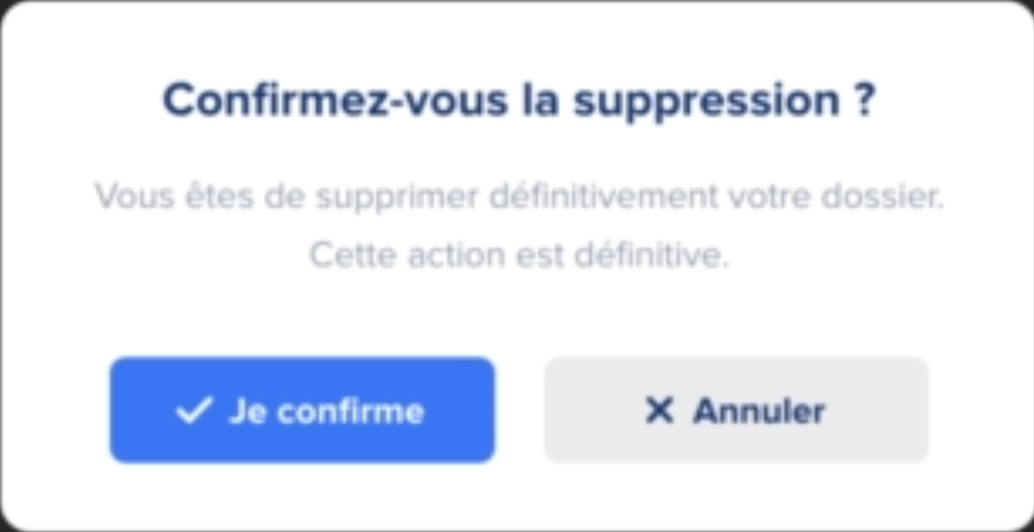 Confirmez-vous la suppression ?
Vous êtes de supprimer définitivement votre dossier.
Cette action est définitive.
Je confirme
Annuler